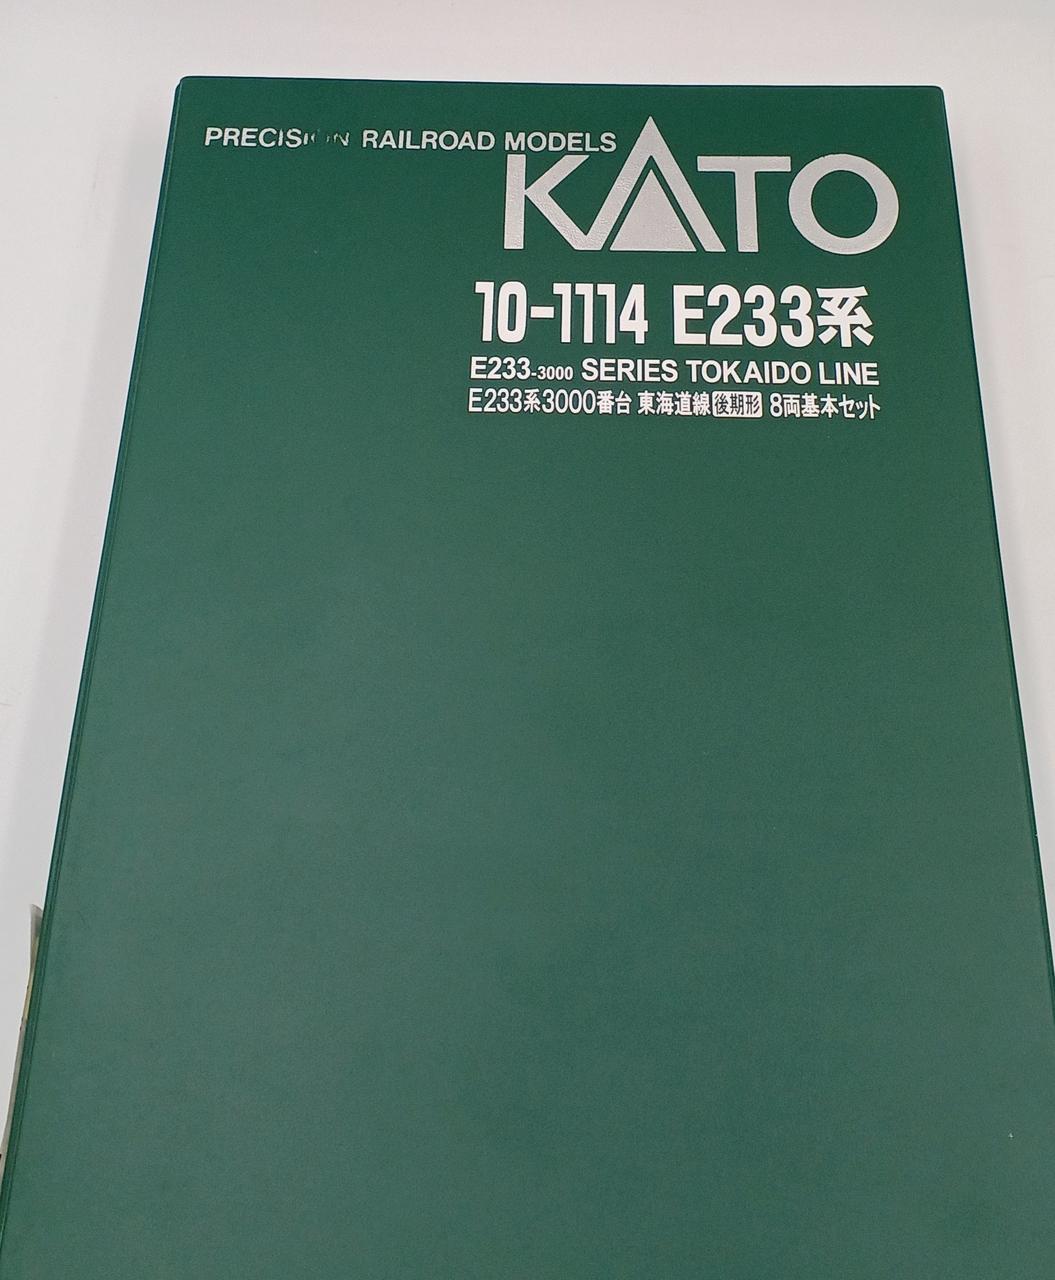 PRECISION RAILROAD MODELS
KATO
10-1114 E233系
E233-3000 SERIES TOKAIDO LINE
E233系3000番台 東海道線 後期形 8両基本セット